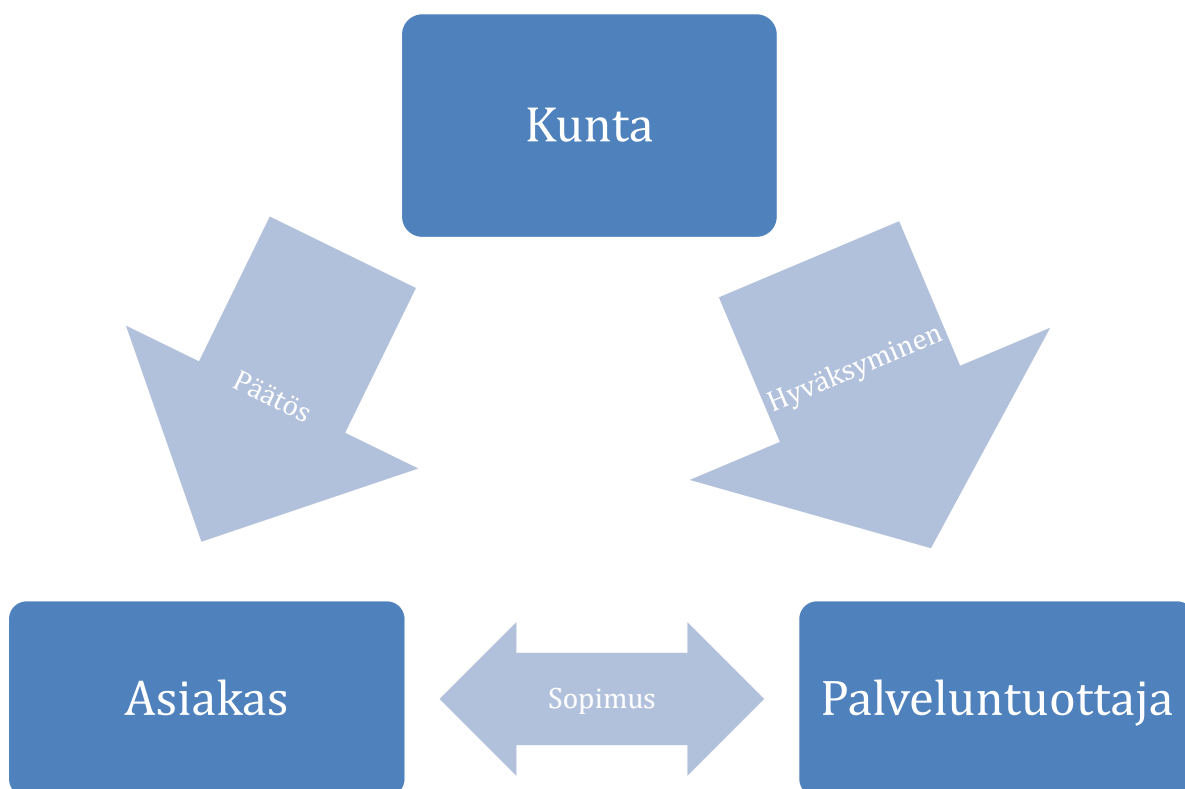 Kunta
Päätös
Hyväksyminen
Asiakas
Sopimus
Palveluntuottaja